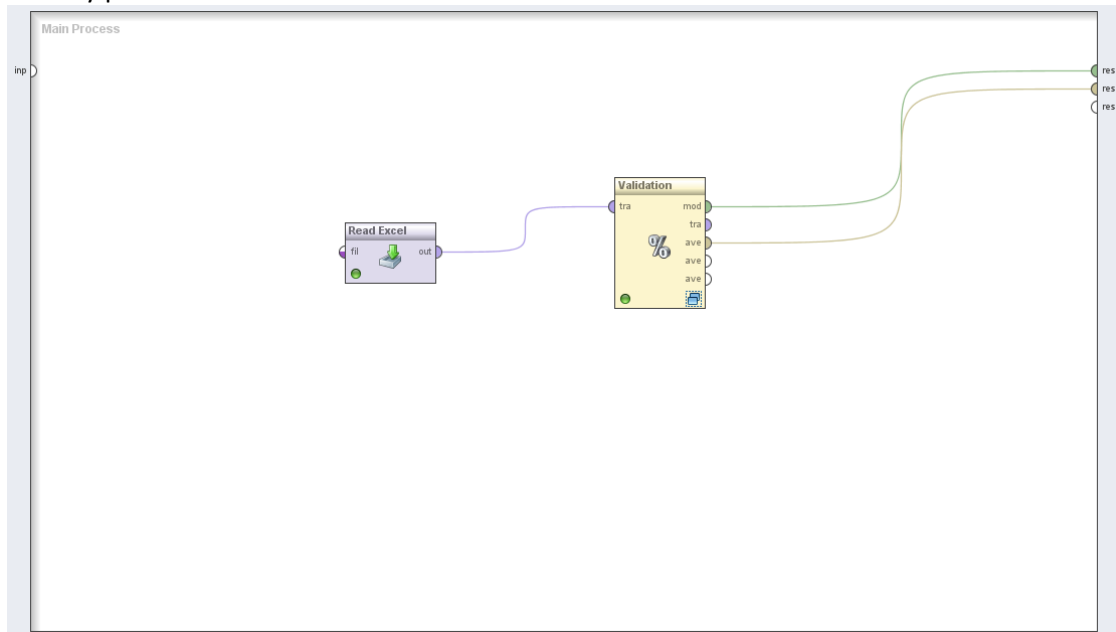 Main Process
inp
res
res
res
Validation
tra
mod
tra
ave
ave
ave
%
Read Excel
fil
out